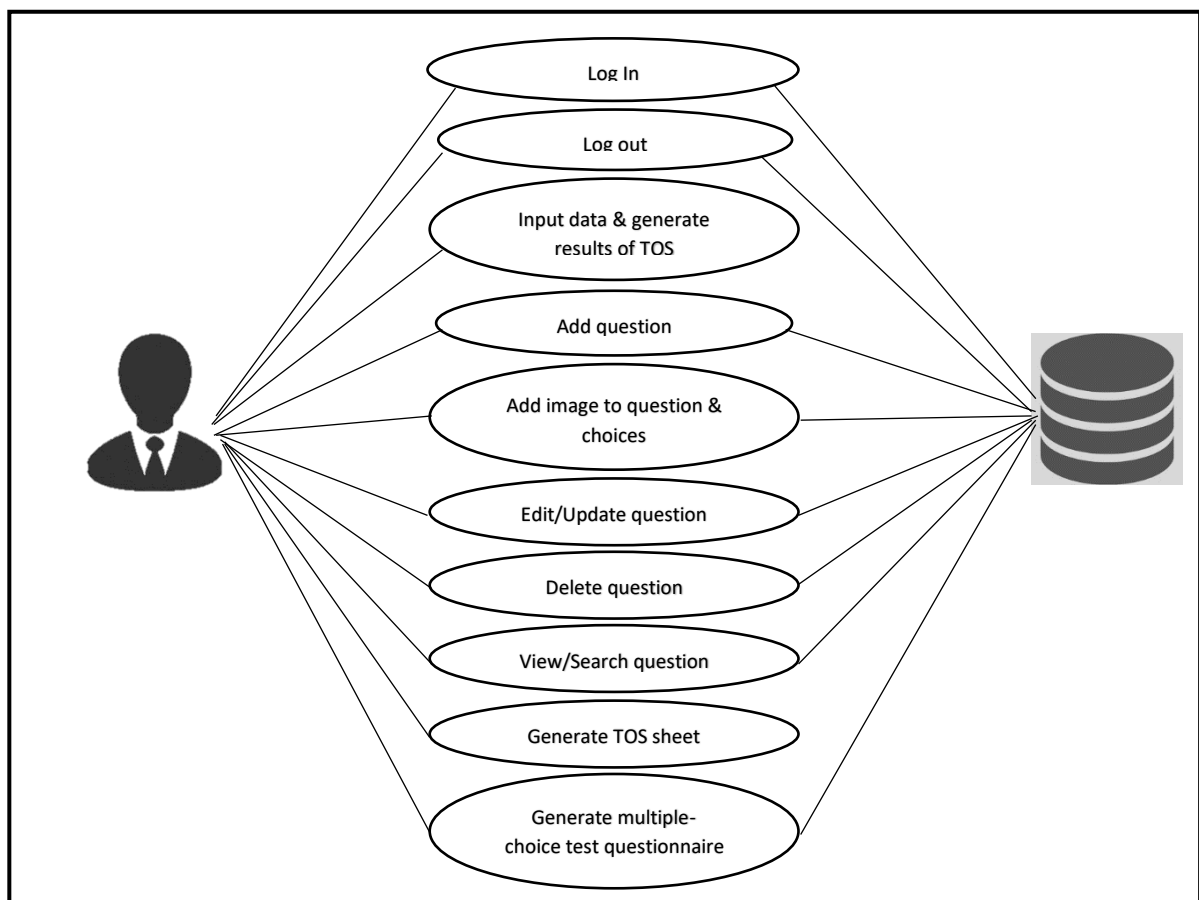 Log In
Log out
Input data & generate
results of TOS
Add question
Add image to question &
choices
Edit/Update question
Delete question
View/Search question
Generate TOS sheet
Generate multiple-
choice test questionnaire